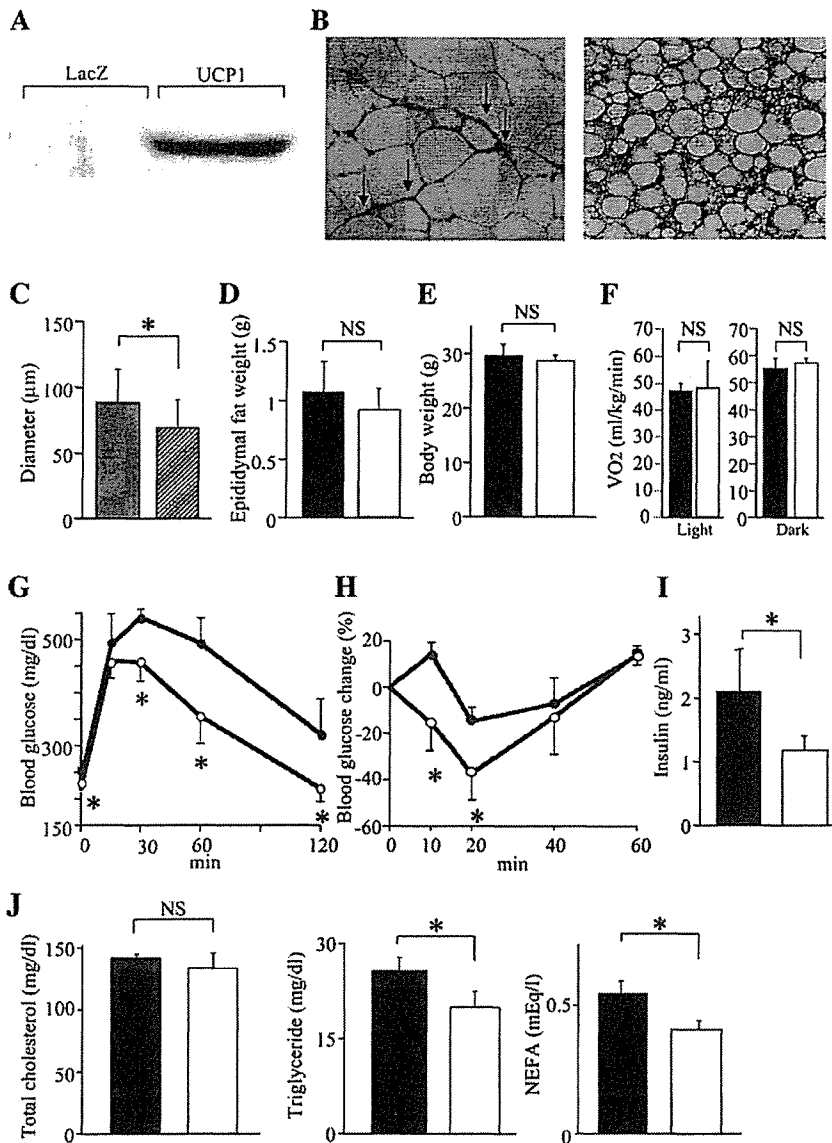 A
LacZ UCP1
B
C
*
Diameter (µm)
150
100
50
0
D
NS
Epididymal fat weight (g)
1.5
1
0.5
0
E
NS
Body weight (g)
30
20
10
0
F
NS
NS
VO2 (ml/kg/min)
70
60
50
40
30
20
10
0
Light
70
60
50
40
30
20
10
0
Dark
G
Blood glucose (mg/dl)
500
300
150
*
*
*
*
0 30 60 120
min
H
Blood glucose change (%)
20
0
-20
-40
-60
*
*
0 10 20 40 60
min
I
*
Insulin (ng/ml)
3
2
1
0
J
NS
Total cholesterol (mg/dl)
150
100
50
0
*
Triglyceride (mg/dl)
30
15
0
*
NEFA (mEq/l)
0.5
0